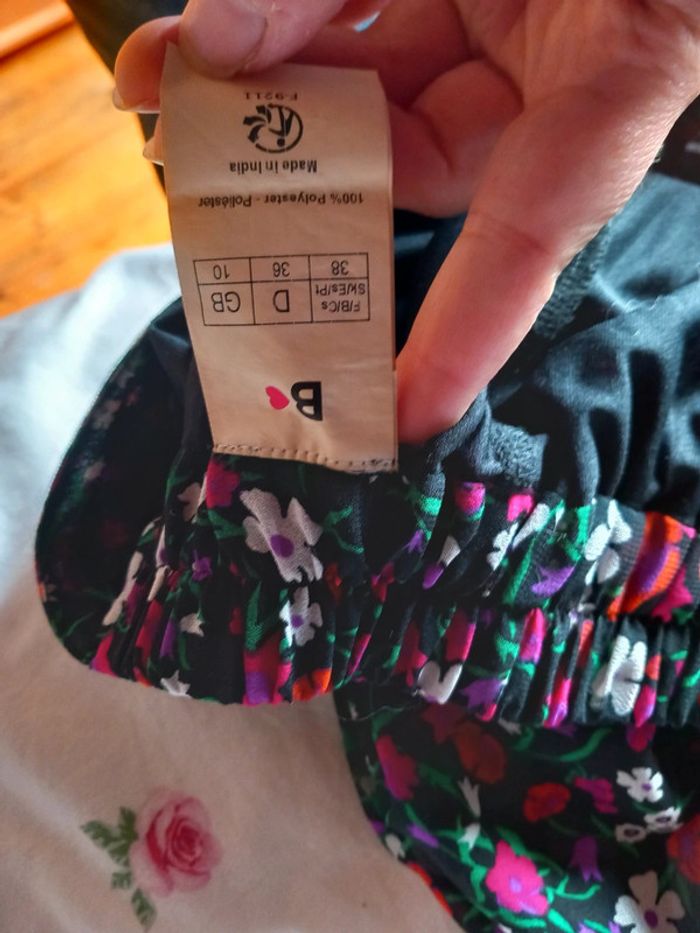 B
F/B/Cs
Sk/Es/Pt D GB
38 36 10
100% Polyester - Poliéster
Made in India
F-9211